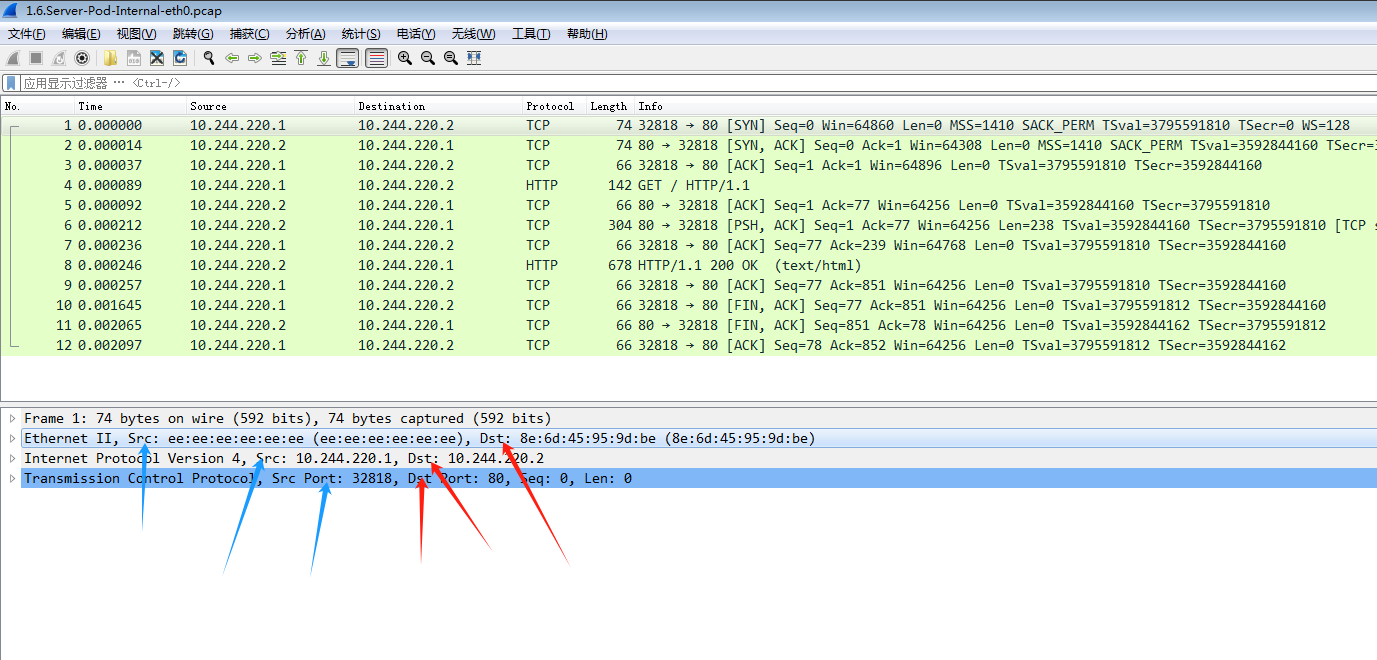 1.6.Server-Pod-Internal-eth0.pcap
文件(F) 编辑(E) 视图(V) 跳转(G) 捕获(C) 分析(A) 统计(S) 电话(Y) 无线(W) 工具(T) 帮助(H)
应用显示过滤器 … <Ctrl-/>
No. Time Source Destination Protocol Length Info
1 0.000000 10.244.220.1 10.244.220.2 TCP 74 32818 → 80 [SYN] Seq=0 Win=64860 Len=0 MSS=1410 SACK_PERM TSval=3795591810 TSecr=0 WS=128
2 0.000014 10.244.220.2 10.244.220.1 TCP 74 80 → 32818 [SYN, ACK] Seq=0 Ack=1 Win=64308 Len=0 MSS=1410 SACK_PERM TSval=3592844160 TSecr=
3 0.000037 10.244.220.1 10.244.220.2 TCP 66 32818 → 80 [ACK] Seq=1 Ack=1 Win=64896 Len=0 TSval=3795591810 TSecr=3592844160
4 0.000089 10.244.220.1 10.244.220.2 HTTP 142 GET / HTTP/1.1
5 0.000092 10.244.220.2 10.244.220.1 TCP 66 80 → 32818 [ACK] Seq=1 Ack=77 Win=64256 Len=0 TSval=3592844160 TSecr=3795591810
6 0.000212 10.244.220.2 10.244.220.1 TCP 304 80 → 32818 [PSH, ACK] Seq=1 Ack=77 Win=64256 Len=238 TSval=3592844160 TSecr=3795591810 [TCP
7 0.000236 10.244.220.1 10.244.220.2 TCP 66 32818 → 80 [ACK] Seq=77 Ack=239 Win=64768 Len=0 TSval=3795591810 TSecr=3592844160
8 0.000246 10.244.220.2 10.244.220.1 HTTP 678 HTTP/1.1 200 OK (text/html)
9 0.000257 10.244.220.1 10.244.220.2 TCP 66 32818 → 80 [ACK] Seq=77 Ack=851 Win=64256 Len=0 TSval=3795591810 TSecr=3592844160
10 0.001645 10.244.220.1 10.244.220.2 TCP 66 32818 → 80 [FIN, ACK] Seq=77 Ack=851 Win=64256 Len=0 TSval=3795591812 TSecr=3592844160
11 0.002065 10.244.220.2 10.244.220.1 TCP 66 80 → 32818 [FIN, ACK] Seq=851 Ack=78 Win=64256 Len=0 TSval=3592844162 TSecr=3795591812
12 0.002097 10.244.220.1 10.244.220.2 TCP 66 32818 → 80 [ACK] Seq=78 Ack=852 Win=64256 Len=0 TSval=3795591812 TSecr=3592844162
Frame 1: 74 bytes on wire (592 bits), 74 bytes captured (592 bits)
Ethernet II, Src: ee:ee:ee:ee:ee:ee (ee:ee:ee:ee:ee:ee), Dst: 8e:6d:45:95:9d:be (8e:6d:45:95:9d:be)
Internet Protocol Version 4, Src: 10.244.220.1, Dst: 10.244.220.2
Transmission Control Protocol, Src Port: 32818, Dst Port: 80, Seq: 0, Len: 0